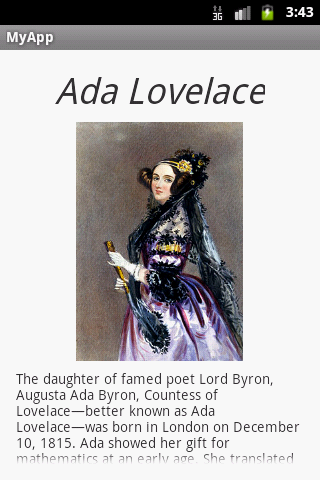 3G 3:43
MyApp
Ada Lovelace
The daughter of famed poet Lord Byron,
Augusta Ada Byron, Countess of
Lovelace—better known as Ada
Lovelace—was born in London on December
10, 1815. Ada showed her gift for
mathematics at an early age. She translated